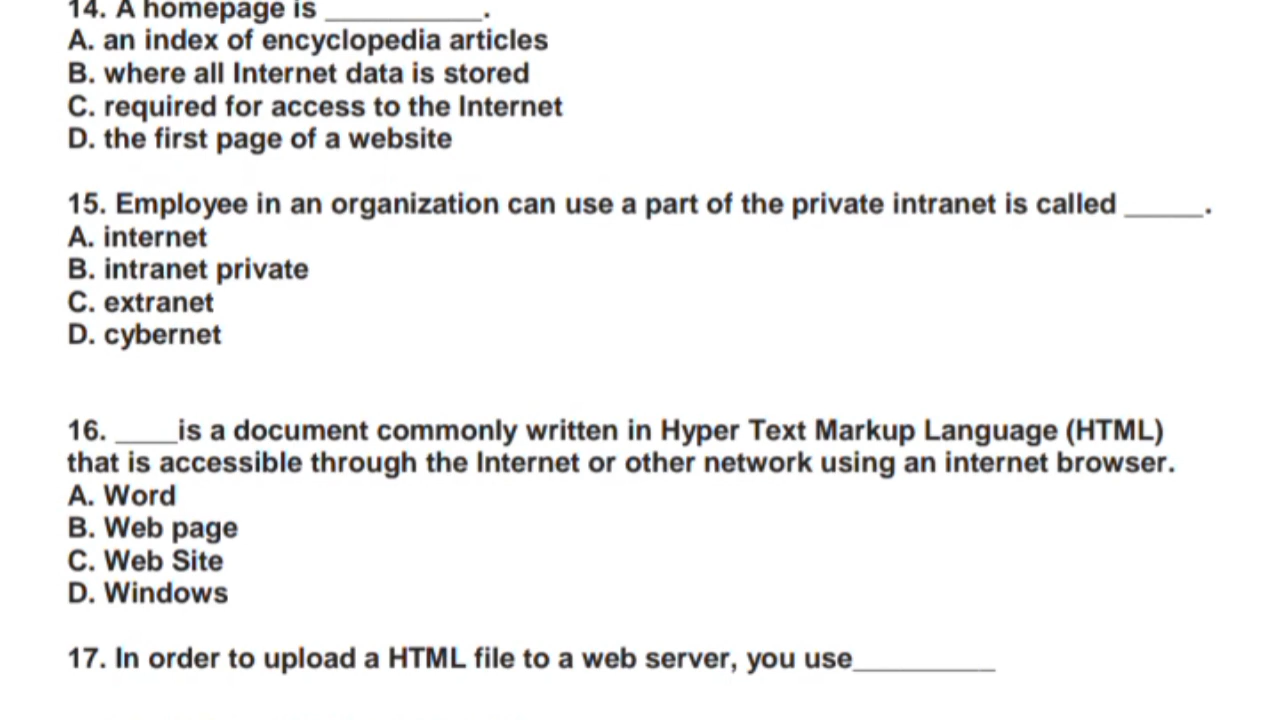 14. A homepage is __________.
A. an index of encyclopedia articles
B. where all Internet data is stored
C. required for access to the Internet
D. the first page of a website
15. Employee in an organization can use a part of the private intranet is called _____.
A. internet
B. intranet private
C. extranet
D. cybernet
16. ____is a document commonly written in Hyper Text Markup Language (HTML)
that is accessible through the Internet or other network using an internet browser.
A. Word
B. Web page
C. Web Site
D. Windows
17. In order to upload a HTML file to a web server, you use_________